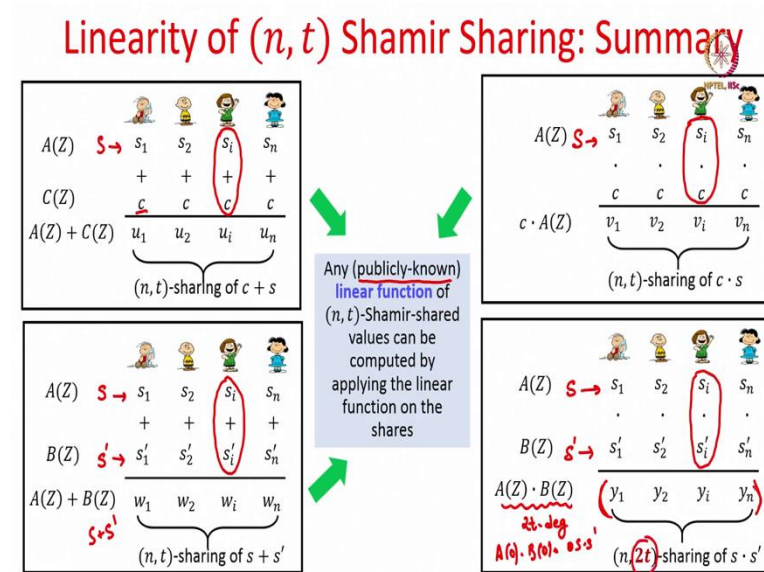 Linearity of (n, t) Shamir Sharing: Summary
NPTEL, IISc
A(Z) S → s₁ s₂ sᵢ sₙ
+ + + +
C(Z) c c c c
A(Z) + C(Z) u₁ u₂ uᵢ uₙ
(n, t)-sharing of c + s
A(Z) S → s₁ s₂ sᵢ sₙ
· · · ·
c c c c
c · A(Z) v₁ v₂ vᵢ vₙ
(n, t)-sharing of c · s
Any (publicly-known)
linear function of
(n, t)-Shamir-shared
values can be
computed by
applying the linear
function on the
shares
A(Z) S → s₁ s₂ sᵢ sₙ
+ + + +
B(Z) S' → s'₁ s'₂ s'ᵢ s'ₙ
A(Z) + B(Z) w₁ w₂ wᵢ wₙ
S+S'
(n, t)-sharing of s + s'
A(Z) S → s₁ s₂ sᵢ sₙ
· · · ·
B(Z) S' → s'₁ s'₂ s'ᵢ s'ₙ
A(Z) · B(Z) (y₁ y₂ yᵢ yₙ)
2t-deg
A(0)·B(0) = S·S'
(n, 2t)-sharing of s · s'